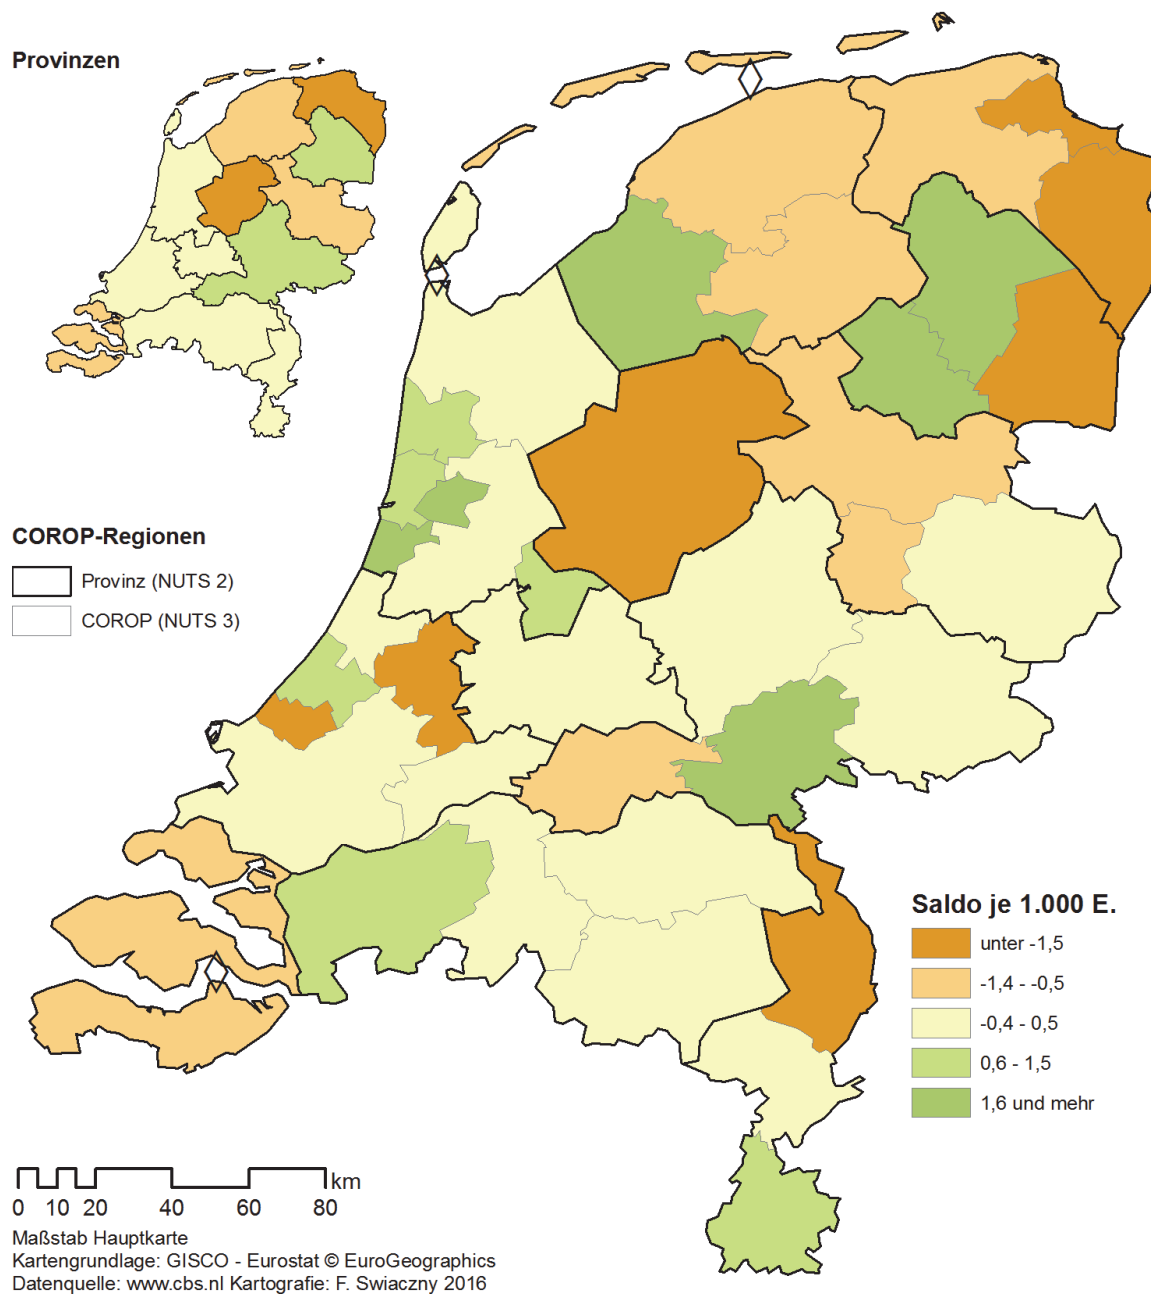 Provinzen
COROP-Regionen
Provinz (NUTS 2)
COROP (NUTS 3)
Saldo je 1.000 E.
unter -1,5
-1,4 - -0,5
-0,4 - 0,5
0,6 - 1,5
1,6 und mehr
km
0 10 20 40 60 80
Maßstab Hauptkarte
Kartengrundlage: GISCO - Eurostat © EuroGeographics
Datenquelle: www.cbs.nl Kartografie: F. Swiaczny 2016